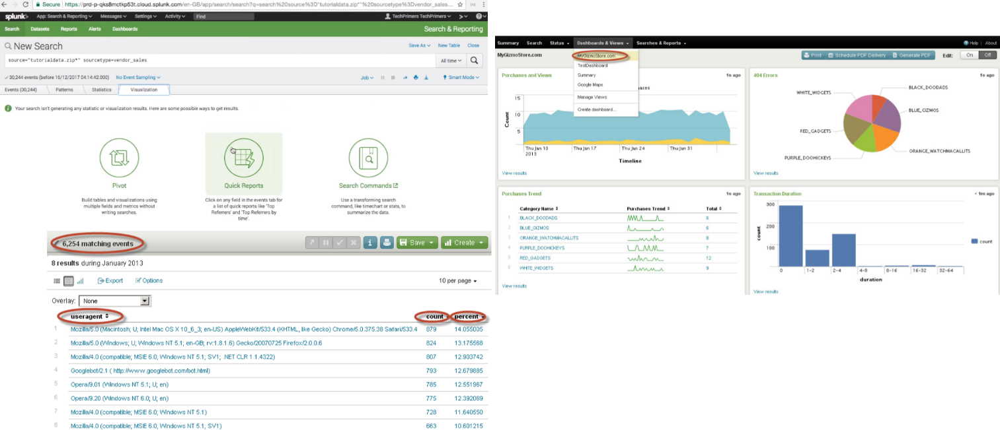 Secure https://prd-p-qks8mctkp53t.cloud.splunk.com/en-GB/app/search/search?q=search%20source%3D"tutorialdata.zip*"%20sourcetype%3Dvendor_sales...
splunk> App: Search & Reporting Messages Settings Activity Find TechPrimers TechPrimers
Search Datasets Reports Alerts Dashboards Search & Reporting
New Search Save As New Table Close
source="tutorialdata.zip*" sourcetype=vendor_sales All time
30,244 events (before 16/12/2017 04:14:42.000) No Event Sampling Job Smart Mode
Events (30,244) Patterns Statistics Visualization
Your search isn't generating any statistic or visualization results. Here are some possible ways to get results.
Pivot Quick Reports Search Commands
Build tables and visualizations using Click on any field in the events tab for Use a transforming search
multiple fields and metrics without a list of quick reports like 'Top command, like timechart or stats, to
writing searches. Referrers' and 'Top Referrers by summarize the data.
time'.
6,254 matching events Save Create
8 results during January 2013
Export Options 10 per page
Overlay: None
useragent count percent
1 Mozilla/5.0 (Macintosh; U; Intel Mac OS X 10_6_3; en-US) AppleWebKit/533.4 (KHTML, like Gecko) Chrome/5.0.375.38 Safari/533.4 879 14.055005
2 Mozilla/5.0 (Windows; U; Windows NT 5.1; en-GB; rv:1.8.1.6) Gecko/20070725 Firefox/2.0.0.6 824 13.175568
3 Mozilla/4.0 (compatible; MSIE 6.0; Windows NT 5.1; SV1; .NET CLR 1.1.4322) 807 12.903742
4 Googlebot/2.1 ( http://www.googlebot.com/bot.html) 793 12.679885
5 Opera/9.01 (Windows NT 5.1; U; en) 785 12.551967
6 Opera/9.20 (Windows NT 6.0; U; en) 775 12.392069
7 Mozilla/4.0 (compatible; MSIE 6.0; Windows NT 5.1) 728 11.640550
8 Mozilla/4.0 (compatible; MSIE 6.0; Windows NT 5.1; SV1) 663 10.601215
Summary Search Status Dashboards & Views Searches & Reports Help | About
MyGizmoStore.com Print Schedule PDF Delivery Generate PDF Edit: On Off
MyGizmoStore.com
TestDashboard
Summary
Google Maps
Manage Views
Create dashboard...
Purchases and Views 1s ago
ases
Count
15
10
5
Thu Jan 10 Thu Jan 17 Thu Jan 24 Thu Jan 31
2013
Timeline
View results
404 Errors 1s ago
BLACK_DOODADS
WHITE_WIDGETS
BLUE_GIZMOS
RED_GADGETS
ORANGE_WATCHMACALLITS
PURPLE_DOOHICKEYS
View results
Purchases Trend 1s ago
Category Name Purchases Trend Total
1 BLACK_DOODADS 6
2 BLUE_GIZMOS 6
3 ORANGE_WATCHMACALLITS 8
4 PURPLE_DOOHICKEYS 7
5 RED_GADGETS 12
6 WHITE_WIDGETS 9
View results
Transaction Duration < 1m ago
300
200
100
count
count
0 1-2 2-4 4-8 8-16 16-32 32-64
duration
View results